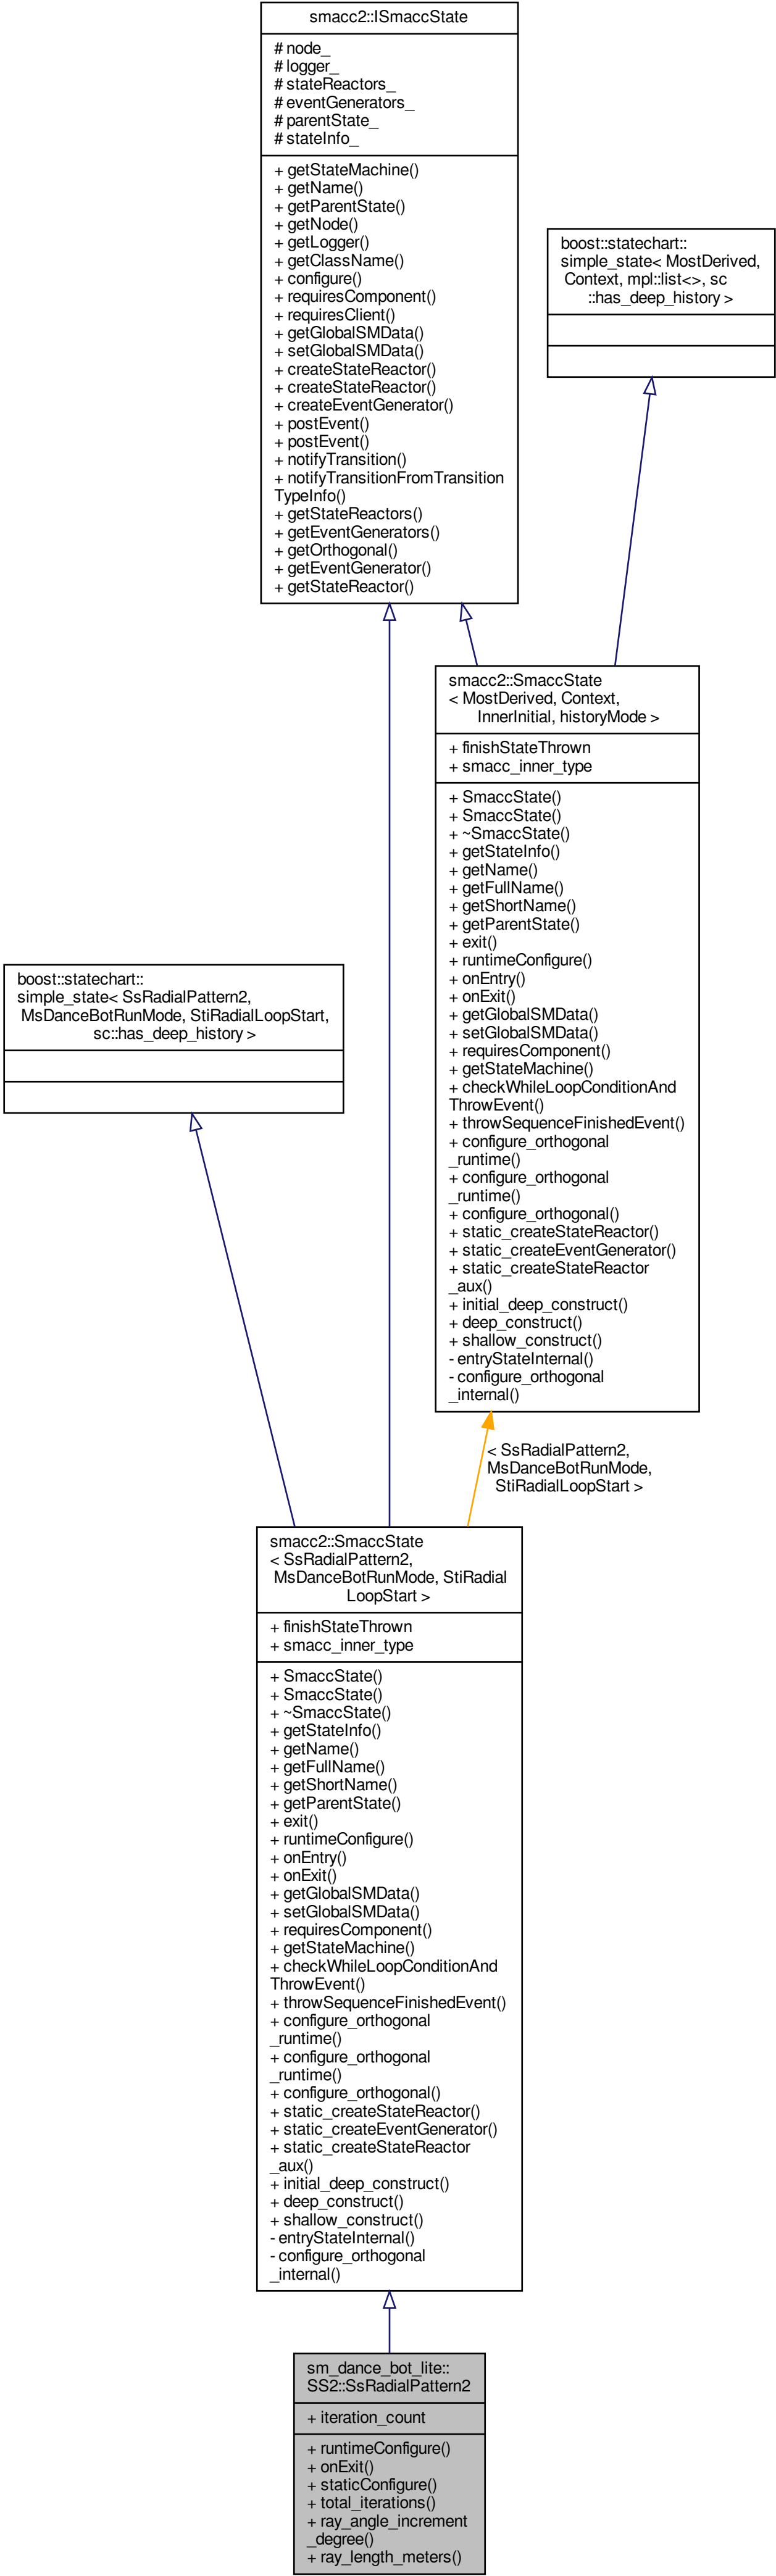 smacc2::ISmaccState
# node_
# logger_
# stateReactors_
# eventGenerators_
# parentState_
# stateInfo_
+ getStateMachine()
+ getName()
+ getParentState()
+ getNode()
+ getLogger()
+ getClassName()
+ configure()
+ requiresComponent()
+ requiresClient()
+ getGlobalSMData()
+ setGlobalSMData()
+ createStateReactor()
+ createStateReactor()
+ createEventGenerator()
+ postEvent()
+ postEvent()
+ notifyTransition()
+ notifyTransitionFromTransition
TypeInfo()
+ getStateReactors()
+ getEventGenerators()
+ getOrthogonal()
+ getEventGenerator()
+ getStateReactor()
boost::statechart::
simple_state< MostDerived,
Context, mpl::list<>, sc
::has_deep_history >
smacc2::SmaccState
< MostDerived, Context,
InnerInitial, historyMode >
+ finishStateThrown
+ smacc_inner_type
+ SmaccState()
+ SmaccState()
+ ~SmaccState()
+ getStateInfo()
+ getName()
+ getFullName()
+ getShortName()
+ getParentState()
+ exit()
+ runtimeConfigure()
+ onEntry()
+ onExit()
+ getGlobalSMData()
+ setGlobalSMData()
+ requiresComponent()
+ getStateMachine()
+ checkWhileLoopConditionAnd
ThrowEvent()
+ throwSequenceFinishedEvent()
+ configure_orthogonal
_runtime()
+ configure_orthogonal
_runtime()
+ configure_orthogonal()
+ static_createStateReactor()
+ static_createEventGenerator()
+ static_createStateReactor
_aux()
+ initial_deep_construct()
+ deep_construct()
+ shallow_construct()
- entryStateInternal()
- configure_orthogonal
_internal()
boost::statechart::
simple_state< SsRadialPattern2,
MsDanceBotRunMode, StiRadialLoopStart,
sc::has_deep_history >
< SsRadialPattern2,
MsDanceBotRunMode,
StiRadialLoopStart >
smacc2::SmaccState
< SsRadialPattern2,
MsDanceBotRunMode, StiRadial
LoopStart >
+ finishStateThrown
+ smacc_inner_type
+ SmaccState()
+ SmaccState()
+ ~SmaccState()
+ getStateInfo()
+ getName()
+ getFullName()
+ getShortName()
+ getParentState()
+ exit()
+ runtimeConfigure()
+ onEntry()
+ onExit()
+ getGlobalSMData()
+ setGlobalSMData()
+ requiresComponent()
+ getStateMachine()
+ checkWhileLoopConditionAnd
ThrowEvent()
+ throwSequenceFinishedEvent()
+ configure_orthogonal
_runtime()
+ configure_orthogonal
_runtime()
+ configure_orthogonal()
+ static_createStateReactor()
+ static_createEventGenerator()
+ static_createStateReactor
_aux()
+ initial_deep_construct()
+ deep_construct()
+ shallow_construct()
- entryStateInternal()
- configure_orthogonal
_internal()
sm_dance_bot_lite::
SS2::SsRadialPattern2
+ iteration_count
+ runtimeConfigure()
+ onExit()
+ staticConfigure()
+ total_iterations()
+ ray_angle_increment
_degree()
+ ray_length_meters()